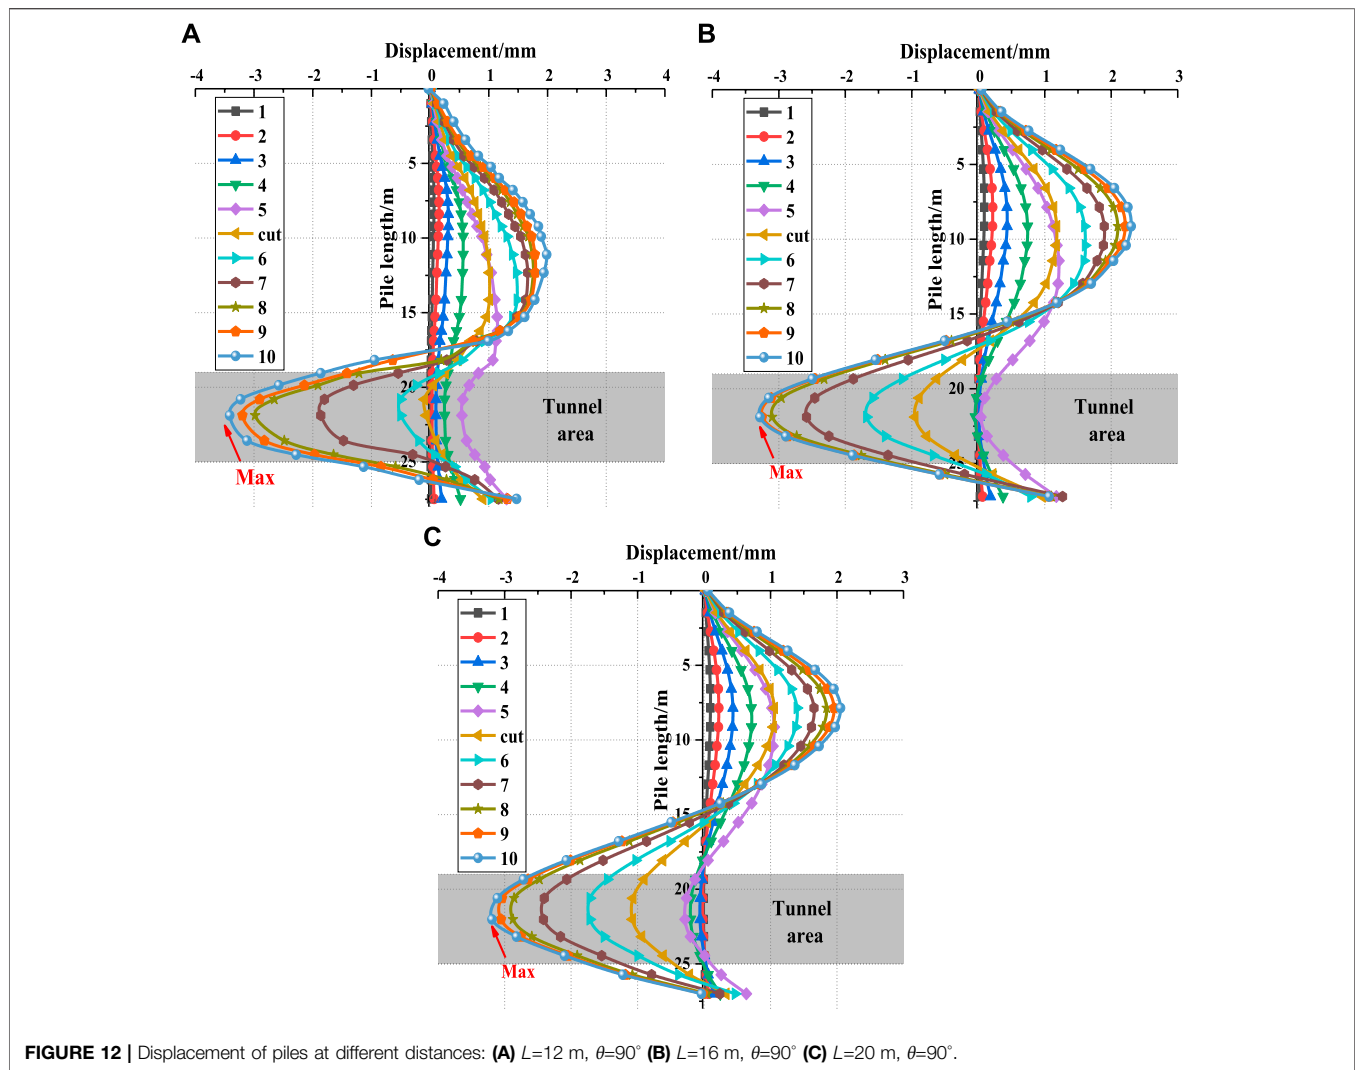 A
Displacement/mm
-4 -3 -2 -1 0 1 2 3 4
1
2
3
4
5
cut
6
7
8
9
10
Pile length/m
5
10
15
20
25
Tunnel
area
Max
B
Displacement/mm
-4 -3 -2 -1 0 1 2 3
1
2
3
4
5
cut
6
7
8
9
10
Pile length/m
5
10
15
20
25
Tunnel
area
Max
C
Displacement/mm
-4 -3 -2 -1 0 1 2 3
1
2
3
4
5
cut
6
7
8
9
10
Pile length/m
5
10
15
20
25
Tunnel
area
Max
FIGURE 12 | Displacement of piles at different distances: (A) L=12 m, θ=90° (B) L=16 m, θ=90° (C) L=20 m, θ=90°.